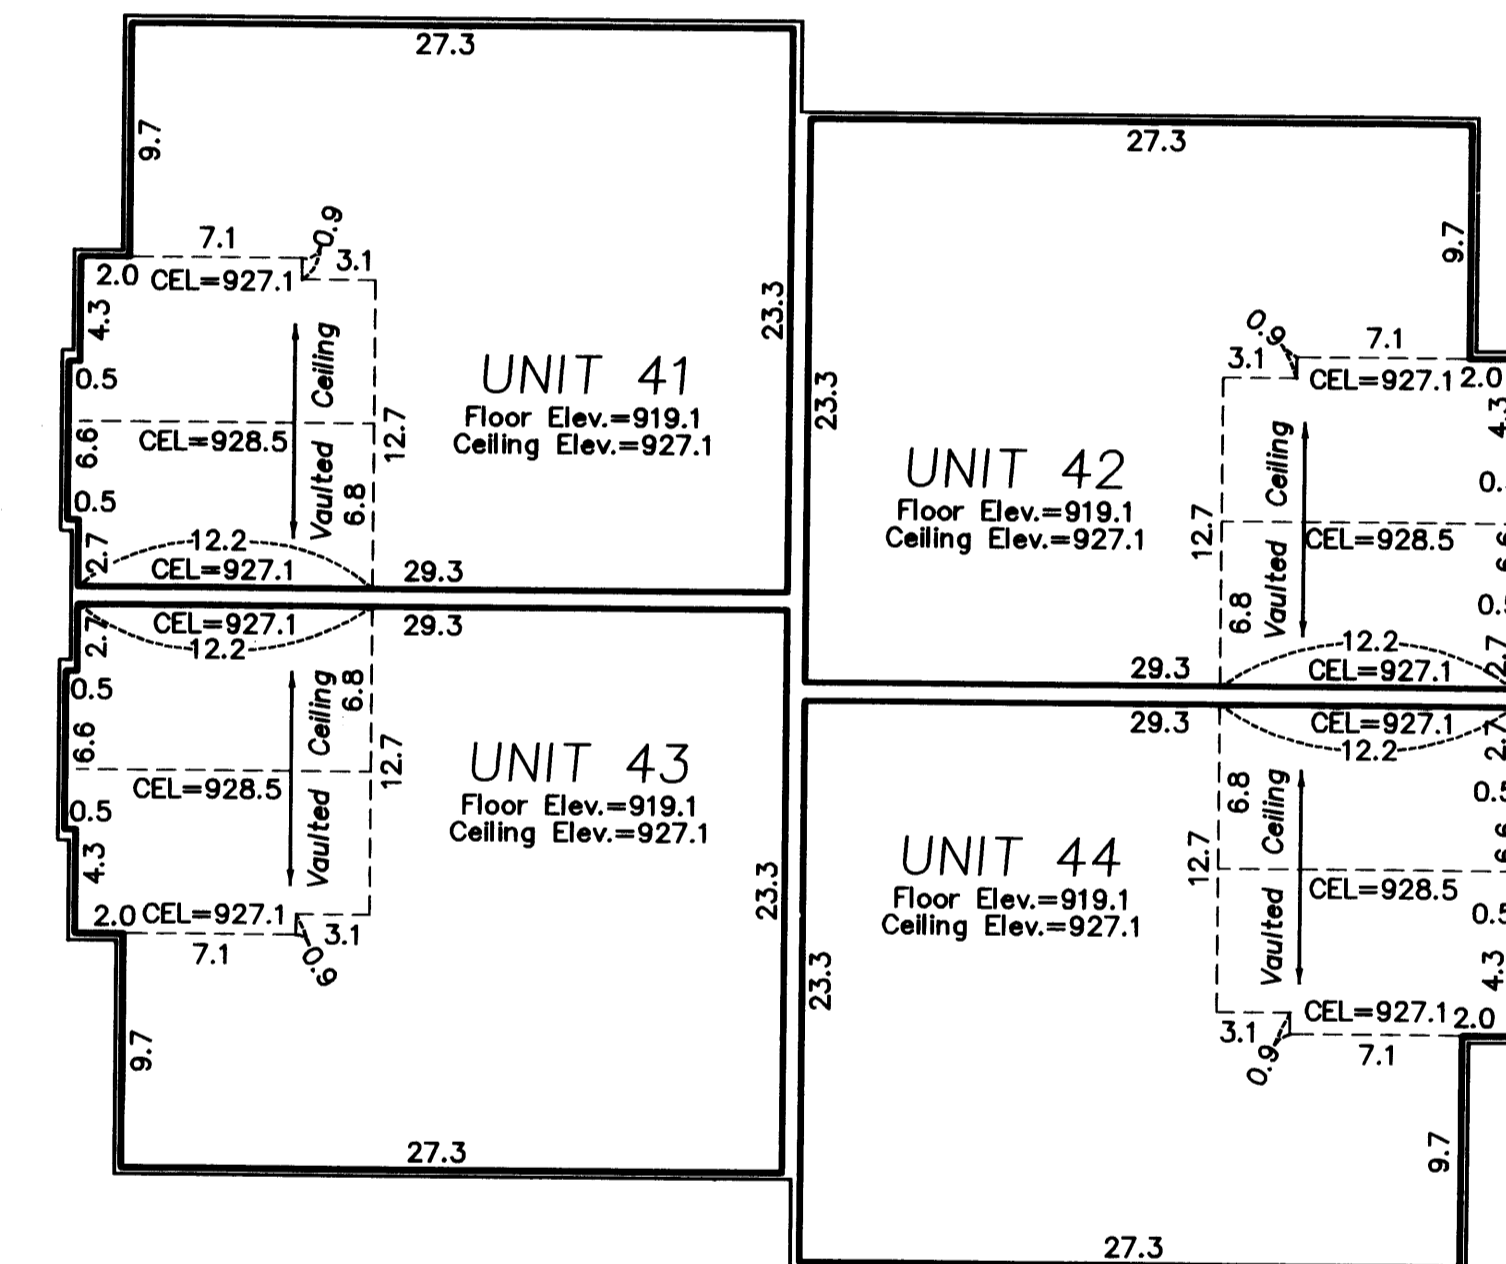 27.3
9.7
7.1
0.9
3.1
2.0
CEL=927.1
4.3
0.5
Vaulted Ceiling
23.3
UNIT 41
Floor Elev.=919.1
Ceiling Elev.=927.1
CEL=928.5
6.6
12.7
6.8
0.5
2.7
12.2
CEL=927.1
29.3
27.3
9.7
23.3
0.9
3.1
7.1
CEL=927.1
2.0
4.3
UNIT 42
Floor Elev.=919.1
Ceiling Elev.=927.1
12.7
Vaulted Ceiling
CEL=928.5
6.8
12.2
2.7
29.3
CEL=927.1
CEL=927.1
29.3
2.7
12.2
0.5
Vaulted Ceiling
6.8
6.6
12.7
CEL=928.5
UNIT 43
Floor Elev.=919.1
Ceiling Elev.=927.1
0.5
4.3
23.3
2.0
CEL=927.1
3.1
7.1
0.9
9.7
27.3
29.3
CEL=927.1
2.7
12.2
6.8
Vaulted Ceiling
0.5
12.7
UNIT 44
Floor Elev.=919.1
Ceiling Elev.=927.1
CEL=928.5
0.5
23.3
4.3
CEL=927.1
2.0
3.1
0.9
7.1
9.7
27.3